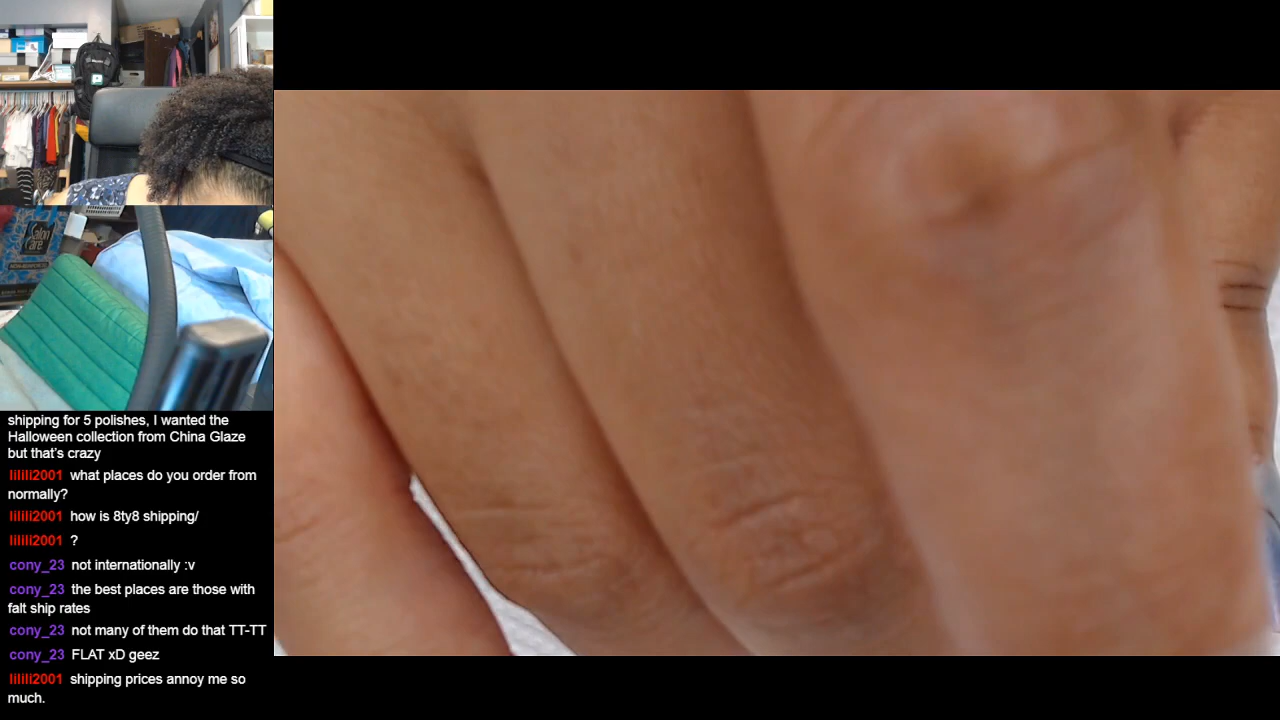 Salon
Care
shipping for 5 polishes, I wanted the
Halloween collection from China Glaze
but that's crazy
lilili2001 what places do you order from
normally?
lilili2001 how is 8ty8 shipping/
lilili2001 ?
cony_23 not internationally :v
cony_23 the best places are those with
falt ship rates
cony_23 not many of them do that TT-TT
cony_23 FLAT xD geez
lilili2001 shipping prices annoy me so
much.